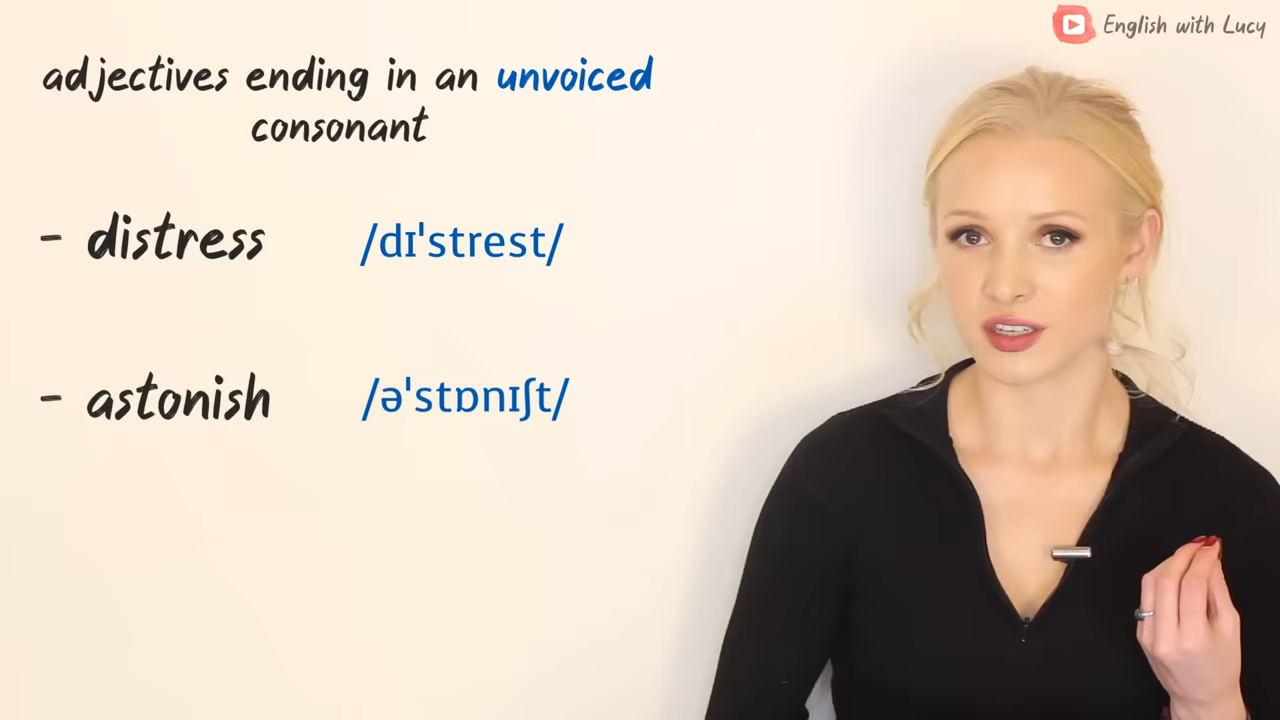 English with Lucy
adjectives ending in an unvoiced
consonant
- distress /dɪˈstrest/
- astonish /əˈstɒnɪʃt/